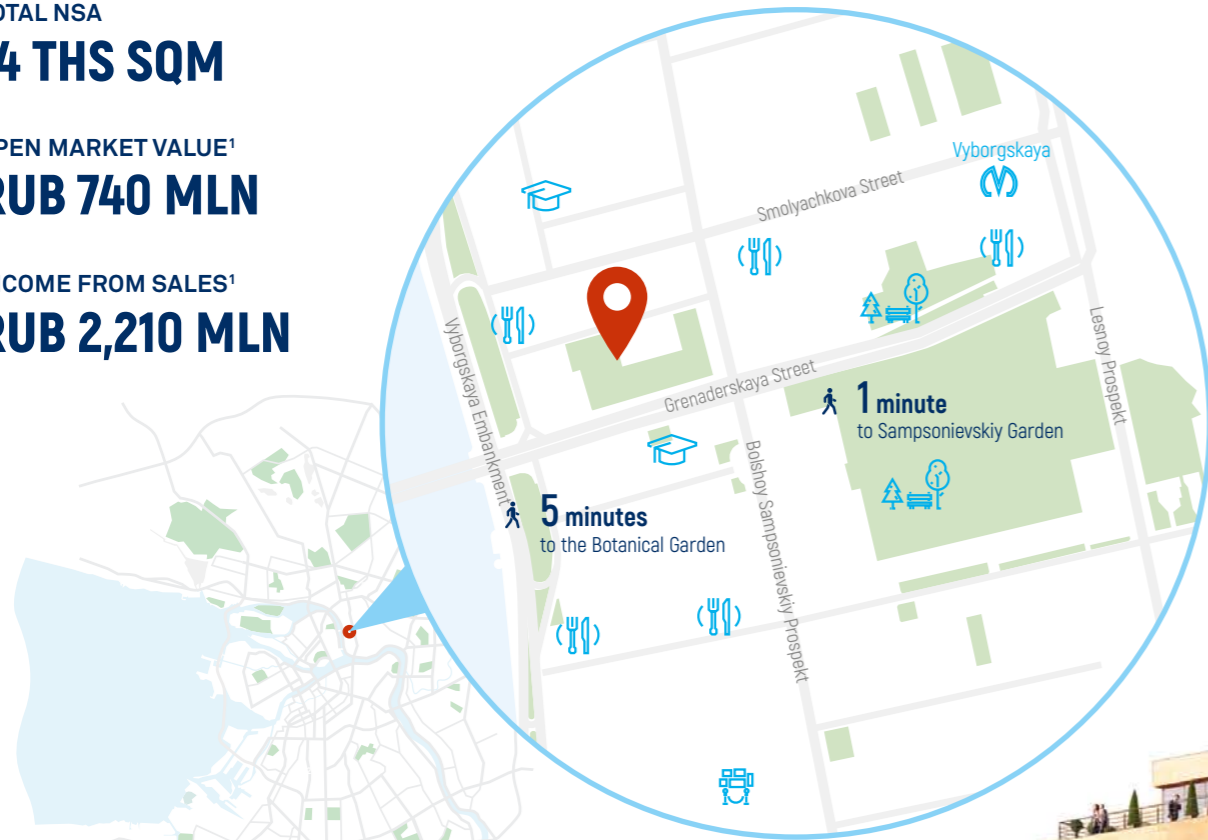 OTAL NSA
4 THS SQM
PEN MARKET VALUE¹
RUB 740 MLN
COME FROM SALES¹
RUB 2,210 MLN
Vyborgskaya
Smolyachkova Street
Vyborgskaya Embankment
Grenaderskaya Street
Lesnoy Prospekt
1 minute
to Sampsonievskiy Garden
Bolshoy Sampsonievskiy Prospekt
5 minutes
to the Botanical Garden